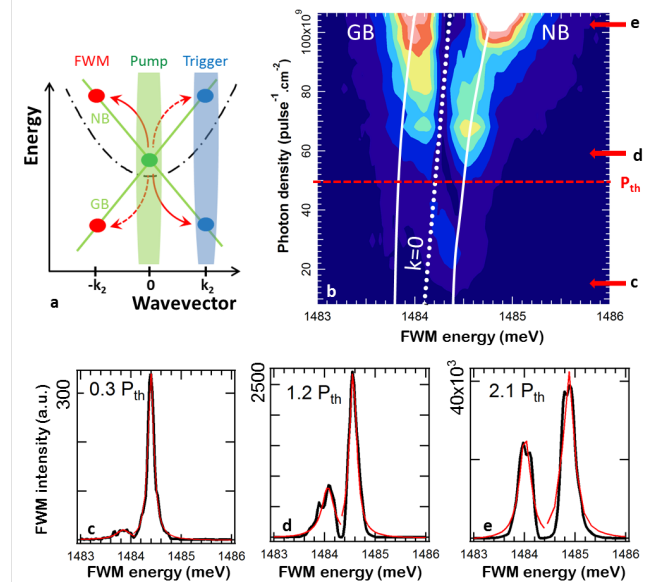 FWM Pump Trigger
NB
GB
Energy
-k2 0 k2
Wavevector
a
GB NB
k=0
b
Photon density (pulse-1.cm-2)
100x10^9
80
60
40
20
1483 1484 1485 1486
FWM energy (meV)
e
d
Pth
c
0.3 Pth
300
FWM intensity (a.u.)
c
1483 1484 1485 1486
FWM energy (meV)
1.2 Pth
2500
d
1483 1484 1485 1486
FWM energy (meV)
2.1 Pth
40x10^3
e
1483 1484 1485 1486
FWM energy (meV)